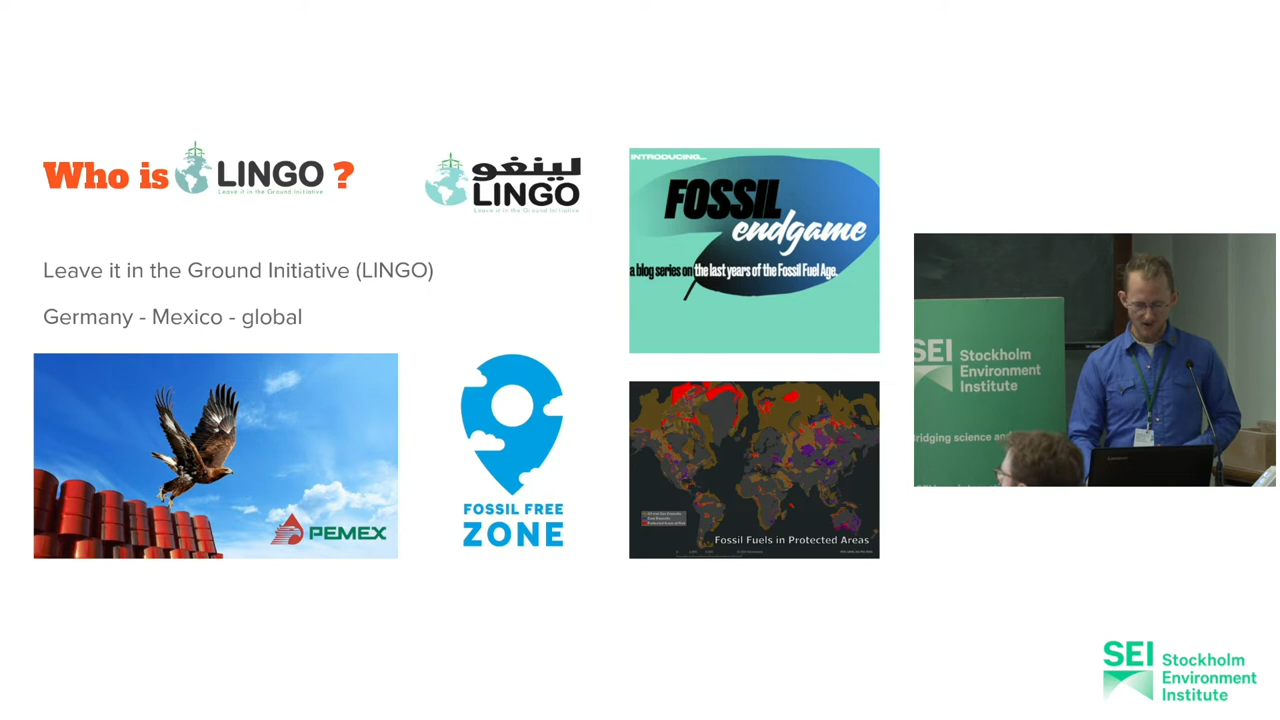 Who is LINGO ?
Leave it in the Ground Initiative
لينغو
LINGO
Leave it in the Ground Initiative
Leave it in the Ground Initiative (LINGO)
Germany - Mexico - global
PEMEX
FOSSIL FREE
ZONE
INTRODUCING...
FOSSIL
endgame
a blog series on the last years of the Fossil Fuel Age.
Fossil Fuels in Protected Areas
SEI Stockholm
Environment
Institute
Bridging science and
Lenovo
SEI Stockholm
Environment
Institute